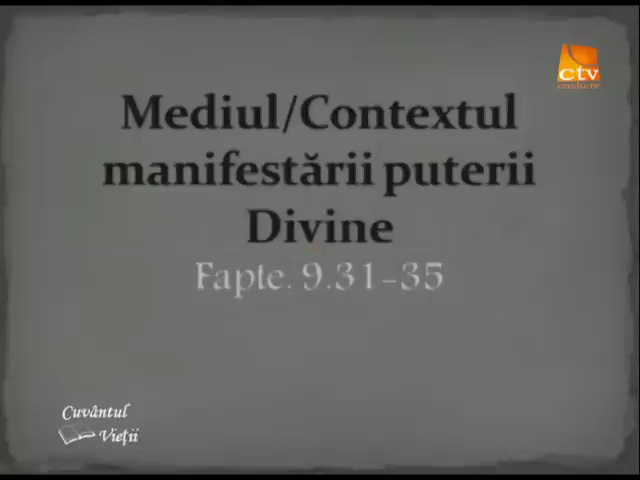 ctv
Mediul/Contextul
manifestării puterii
Divine
Fapte. 9.31-35
Cuvântul
Vieții